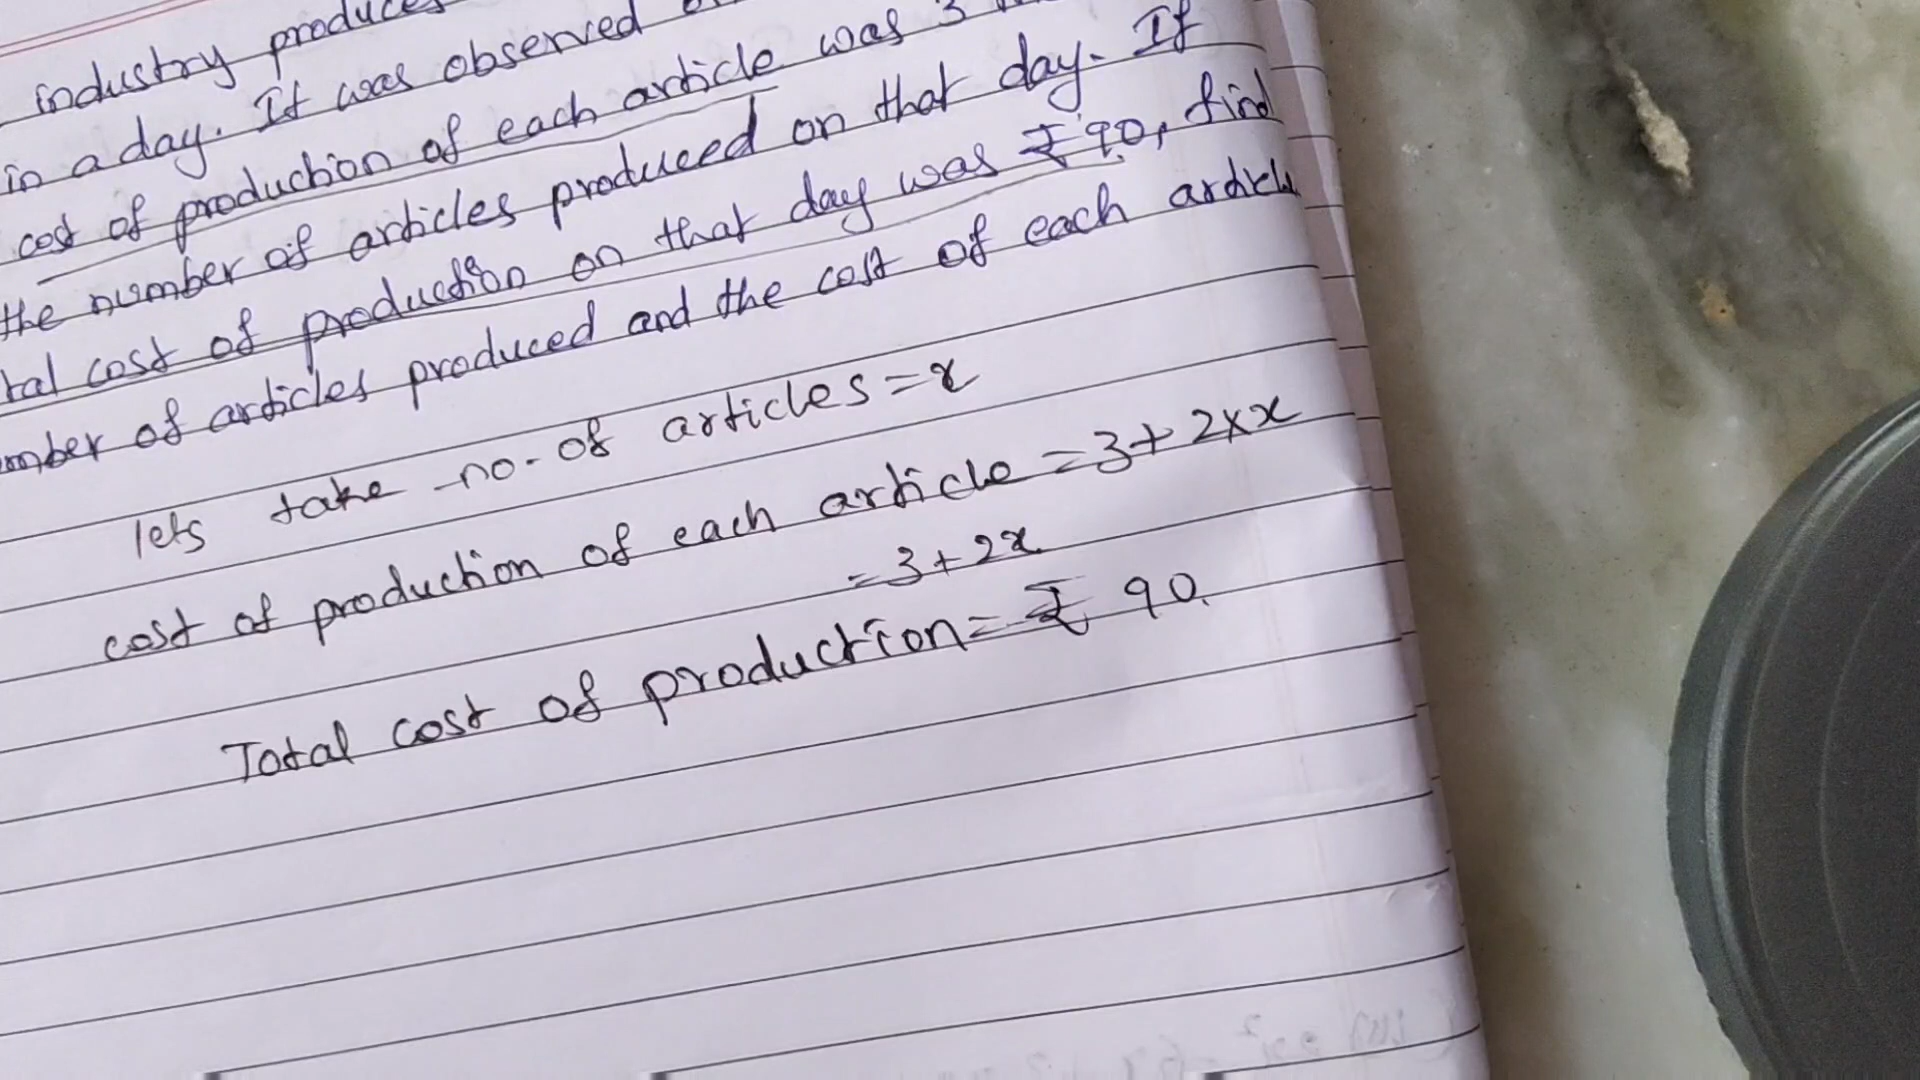 industry produces
in a day. It was observed
cost of production of each article was 3
the number of articles produced on that day. If
tal cost of production on that day was ₹90, find
mber of articles produced and the cost of each article
lets take no. of articles = x
cost of production of each article = 3 + 2 x x
= 3 + 2x
Total cost of production = ₹ 90.